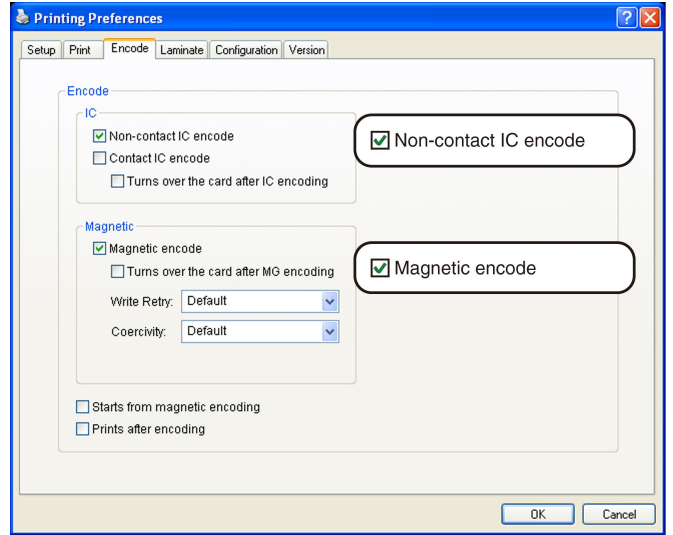 Printing Preferences
Setup Print Encode Laminate Configuration Version
Encode
IC
Non-contact IC encode
Non-contact IC encode
Contact IC encode
Turns over the card after IC encoding
Magnetic
Magnetic encode
Magnetic encode
Turns over the card after MG encoding
Write Retry: Default
Coercivity: Default
Starts from magnetic encoding
Prints after encoding
OK Cancel